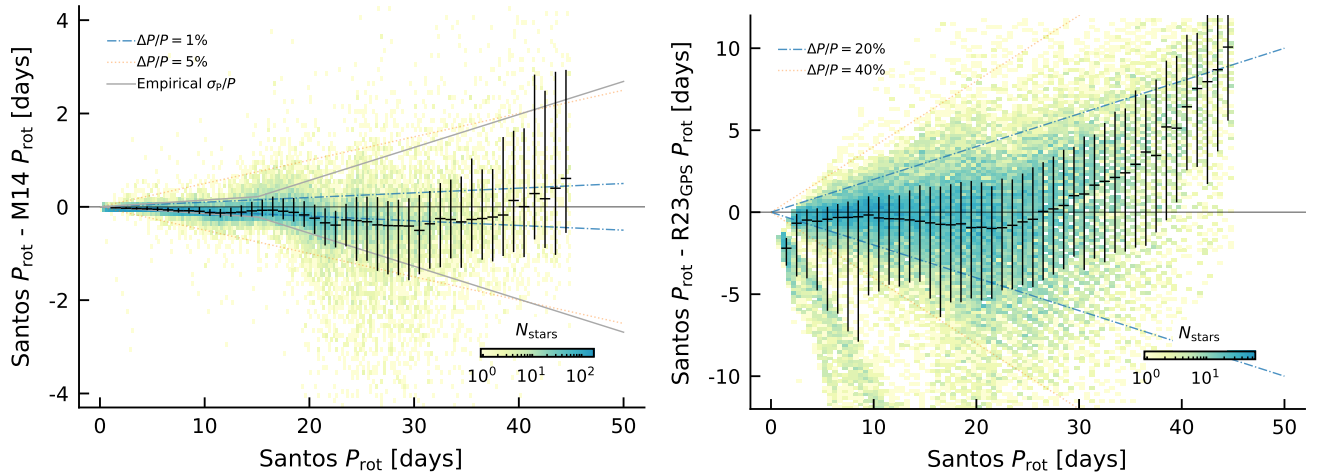 4
2
0
-2
-4
Santos P_rot - M14 P_rot [days]
ΔP/P = 1%
ΔP/P = 5%
Empirical σ_P/P
N_stars
10^0 10^1 10^2
0 10 20 30 40 50
Santos P_rot [days]
10
5
0
-5
-10
Santos P_rot - R23_GPS P_rot [days]
ΔP/P = 20%
ΔP/P = 40%
N_stars
10^0 10^1
0 10 20 30 40 50
Santos P_rot [days]